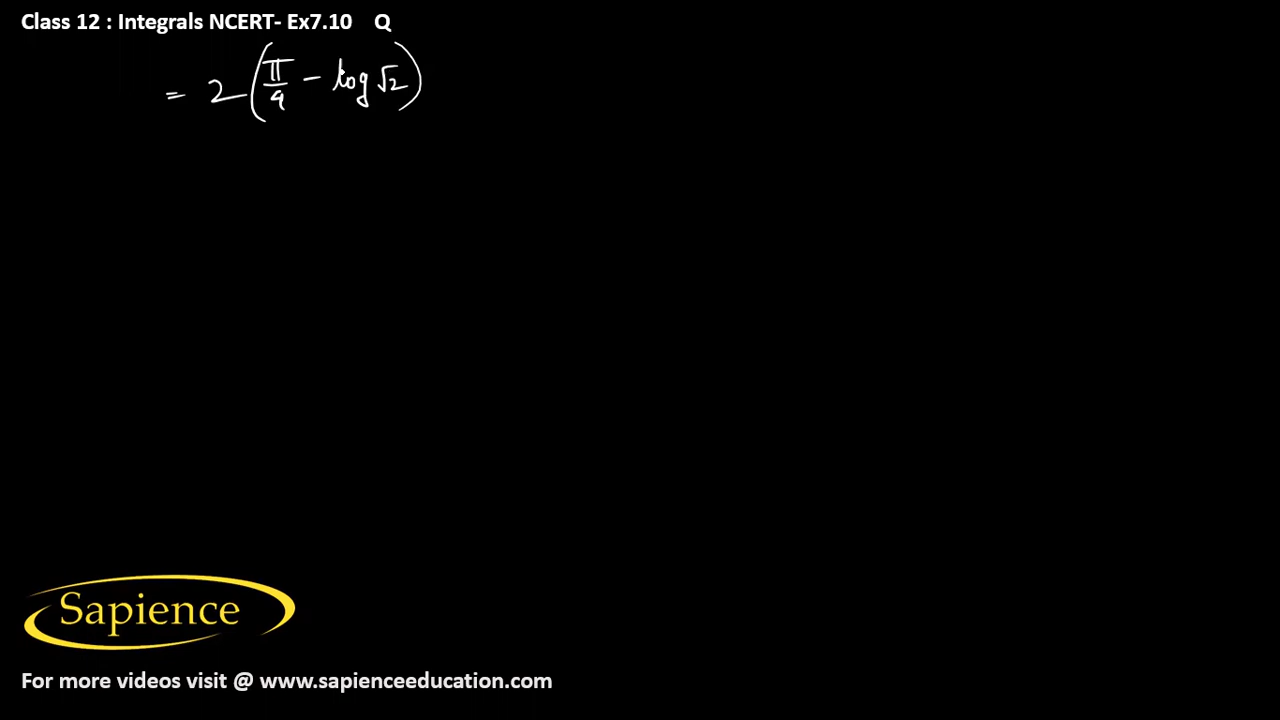 Class 12 : Integrals NCERT- Ex7.10 Q
= 2(π/4 − log √2)
Sapience
For more videos visit @ www.sapienceeducation.com